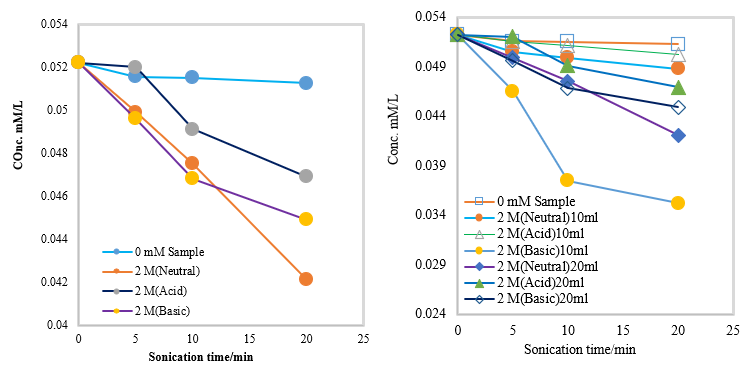 0.054
0.052
0.05
0.048
0.046
0.044
0.042
0.04
COnc. mM/L
0 mM Sample
2 M(Neutral)
2 M(Acid)
2 M(Basic)
0 5 10 15 20 25
Sonication time/min
0.054
0.049
0.044
0.039
0.034
0.029
0.024
Conc. mM/L
0 mM Sample
2 M(Neutral)10ml
2 M(Acid)10ml
2 M(Basic)10ml
2 M(Neutral)20ml
2 M(Acid)20ml
2 M(Basic)20ml
0 5 10 15 20 25
Sonication time/min